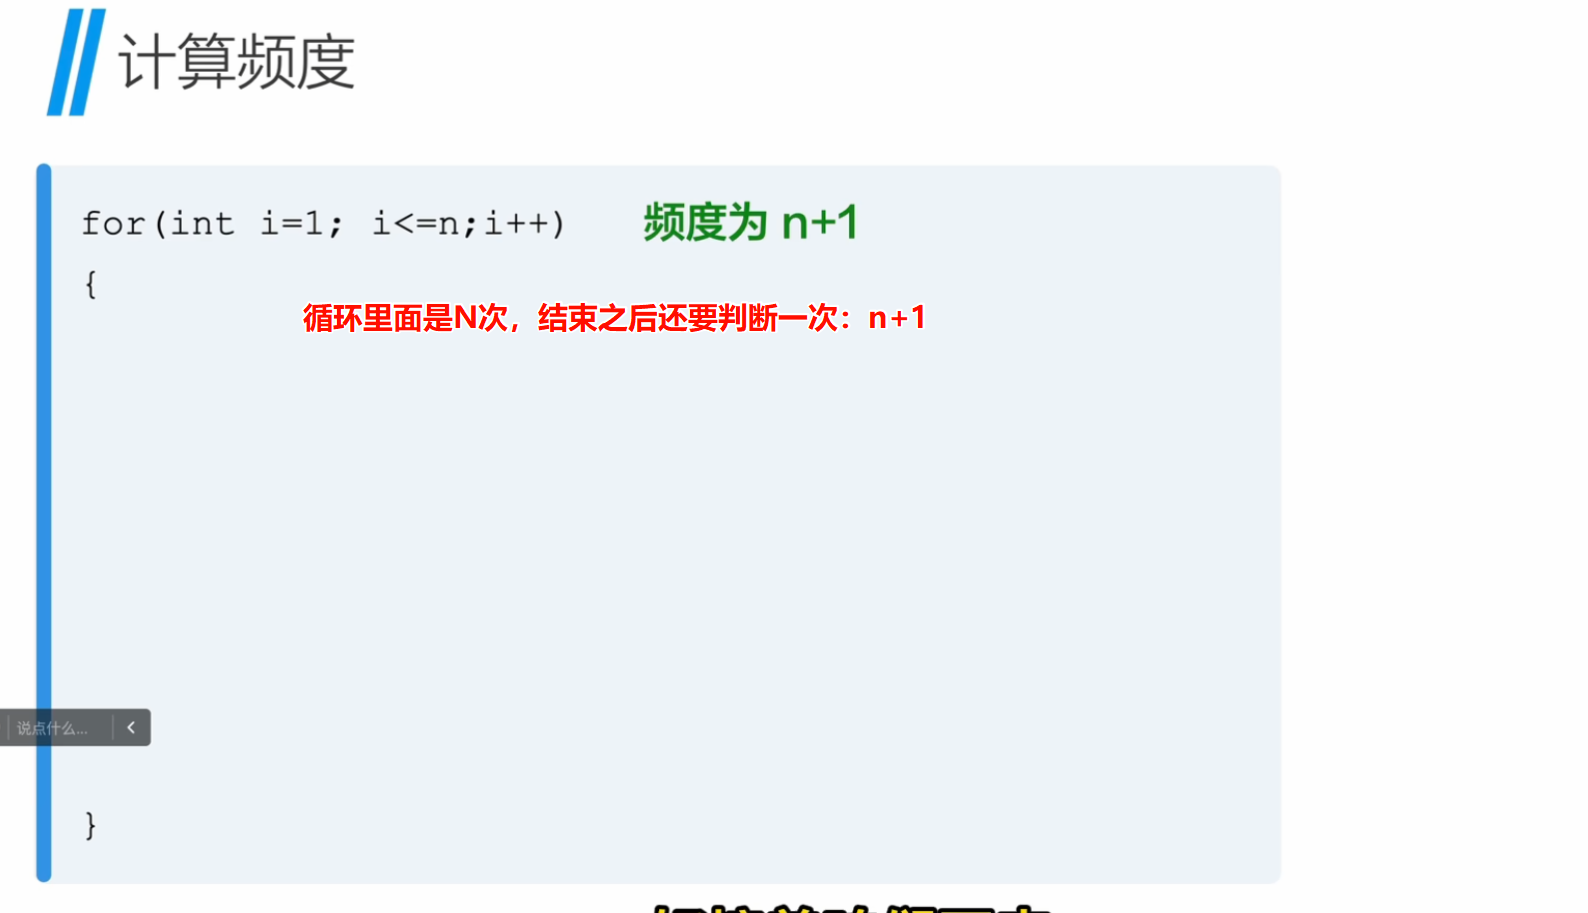 计算频度
for(int i=1; i<=n;i++) 频度为 n+1
{
循环里面是N次，结束之后还要判断一次：n+1
说点什么...
}